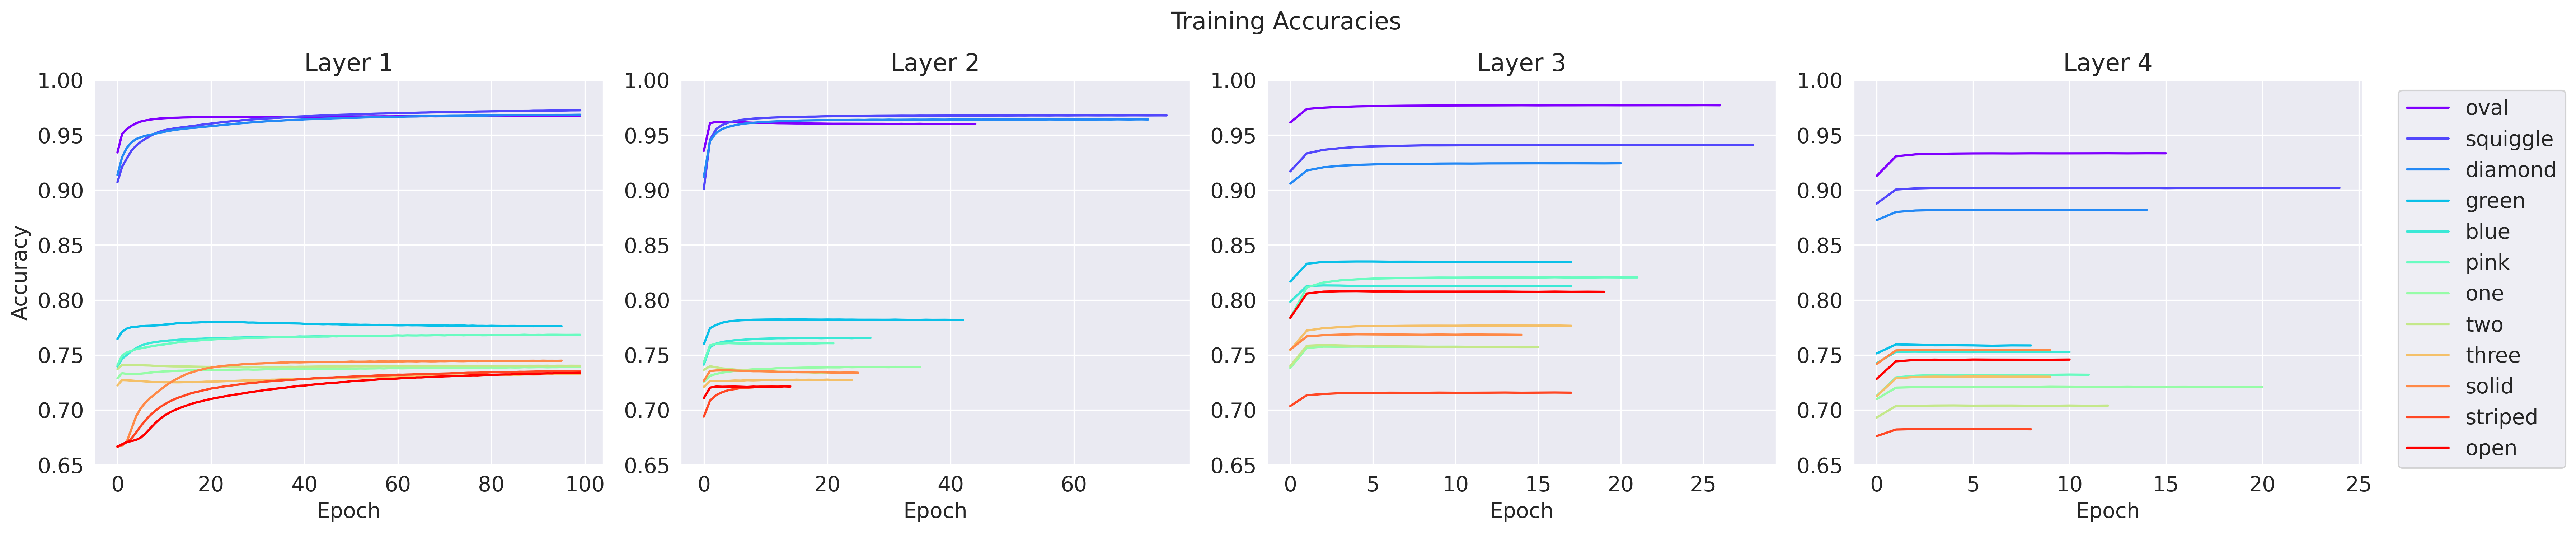 Training Accuracies
Layer 1
Layer 2
Layer 3
Layer 4
Accuracy
1.00
0.95
0.90
0.85
0.80
0.75
0.70
0.65
0 20 40 60 80 100
Epoch
1.00
0.95
0.90
0.85
0.80
0.75
0.70
0.65
0 20 40 60
Epoch
1.00
0.95
0.90
0.85
0.80
0.75
0.70
0.65
0 5 10 15 20 25
Epoch
1.00
0.95
0.90
0.85
0.80
0.75
0.70
0.65
0 5 10 15 20 25
Epoch
oval
squiggle
diamond
green
blue
pink
one
two
three
solid
striped
open